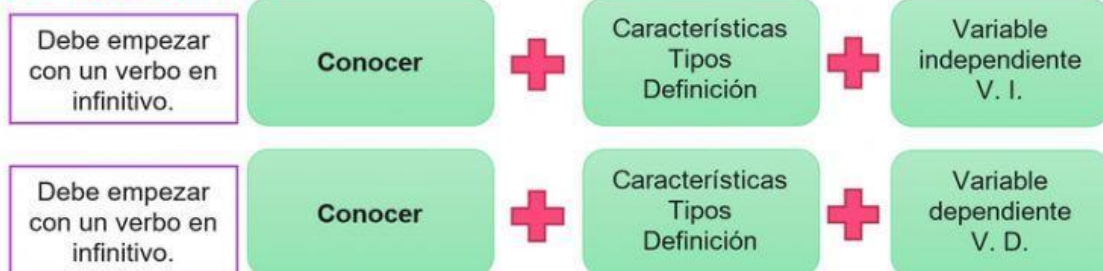 Debe empezar
con un verbo en
infinitivo.
Conocer
Características
Tipos
Definición
Variable
independiente
V. I.
Debe empezar
con un verbo en
infinitivo.
Conocer
Características
Tipos
Definición
Variable
dependiente
V. D.